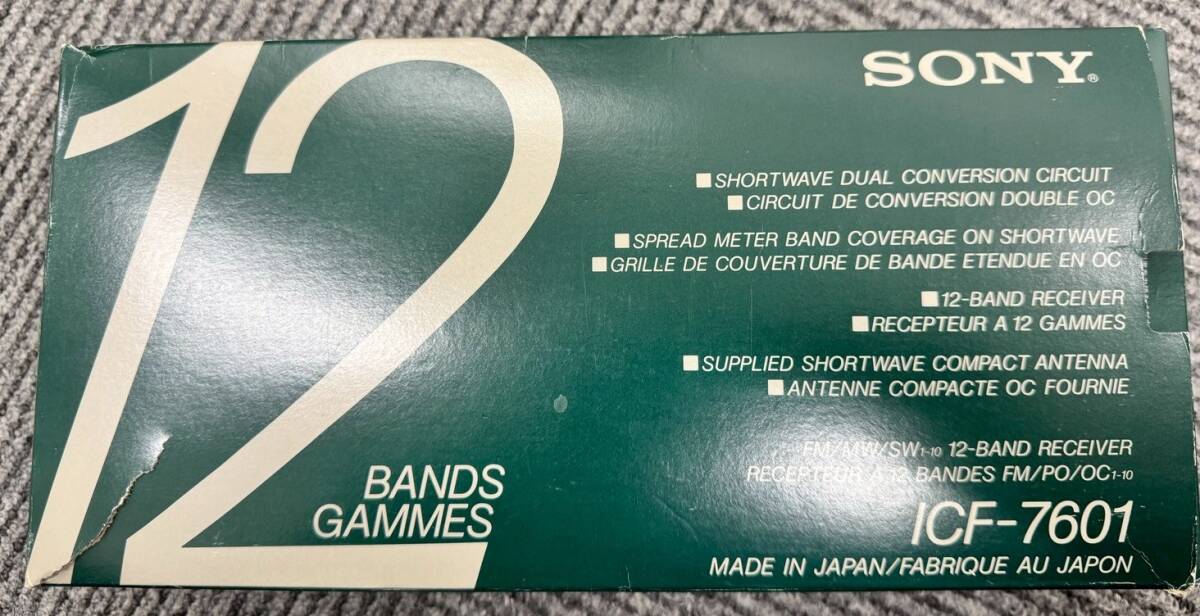 12
BANDS
GAMMES
SONY®
■ SHORTWAVE DUAL CONVERSION CIRCUIT
■ CIRCUIT DE CONVERSION DOUBLE OC
■ SPREAD METER BAND COVERAGE ON SHORTWAVE
■ GRILLE DE COUVERTURE DE BANDE ETENDUE EN OC
■ 12-BAND RECEIVER
■ RECEPTEUR A 12 GAMMES
■ SUPPLIED SHORTWAVE COMPACT ANTENNA
■ ANTENNE COMPACTE OC FOURNIE
FM/MW/SW1-10 12-BAND RECEIVER
RECEPTEUR A 12 BANDES FM/PO/OC1-10
ICF-7601
MADE IN JAPAN/FABRIQUE AU JAPON